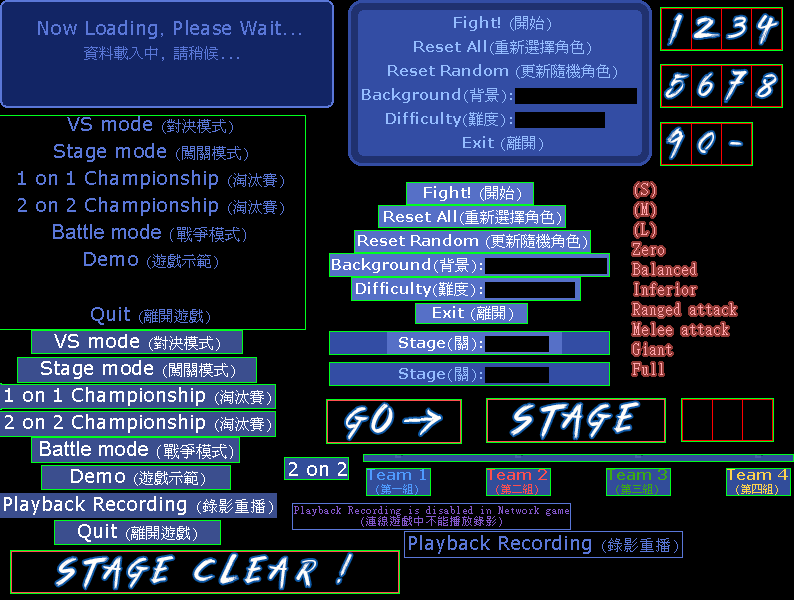 Now Loading, Please Wait...
資料載入中, 請稍候...
VS mode (對決模式)
Stage mode (闖關模式)
1 on 1 Championship (淘汰賽)
2 on 2 Championship (淘汰賽)
Battle mode (戰爭模式)
Demo (遊戲示範)
Quit (離開遊戲)
VS mode (對決模式)
Stage mode (闖關模式)
1 on 1 Championship (淘汰賽)
2 on 2 Championship (淘汰賽)
Battle mode (戰爭模式)
Demo (遊戲示範)
Playback Recording (錄影重播)
Quit (離開遊戲)
STAGE CLEAR !
Fight! (開始)
Reset All(重新選擇角色)
Reset Random (更新隨機角色)
Background(背景):
Difficulty(難度):
Exit (離開)
Fight! (開始)
Reset All(重新選擇角色)
Reset Random (更新隨機角色)
Background(背景):
Difficulty(難度):
Exit (離開)
Stage(關):
Stage(關):
GO→
STAGE
2 on 2
Team 1
(第一組)
Team 2
(第二組)
Team 3
(第三組)
Team 4
(第四組)
Playback Recording is disabled in Network game
(連線遊戲中不能播放錄影)
Playback Recording (錄影重播)
1 2 3 4
5 6 7 8
9 0 -
(S)
(M)
(L)
Zero
Balanced
Inferior
Ranged attack
Melee attack
Giant
Full